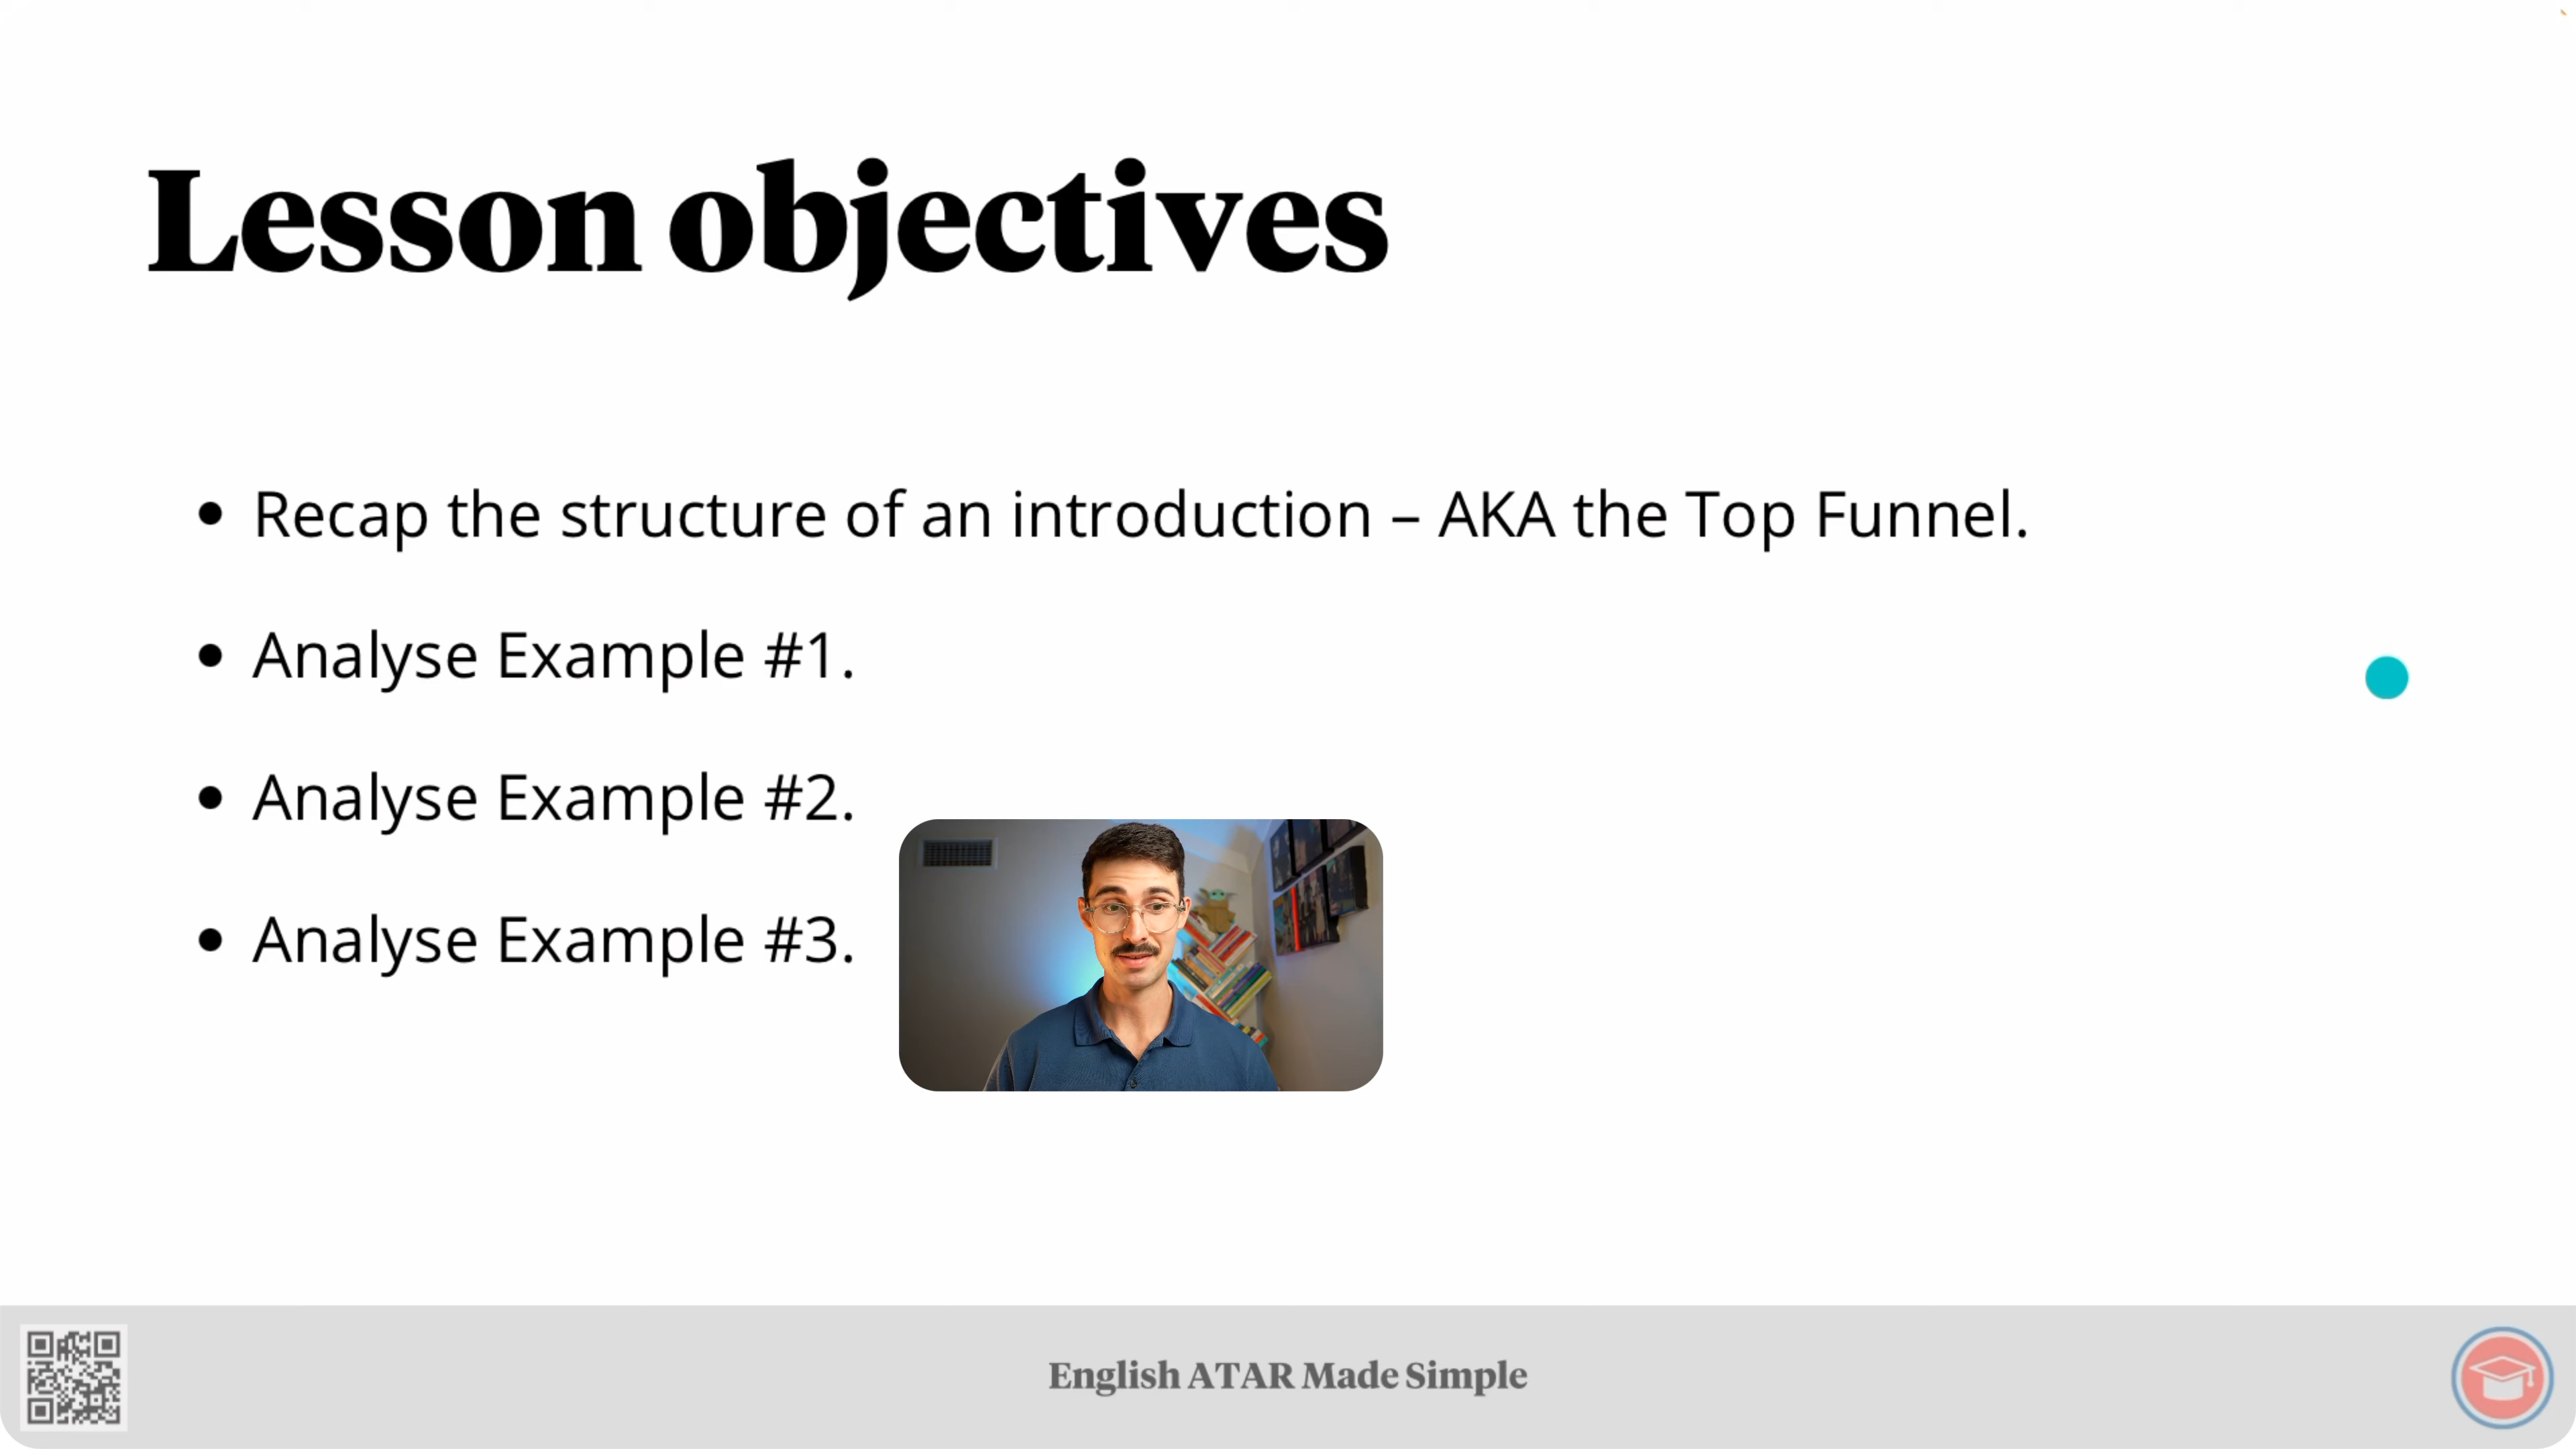 Lesson objectives
• Recap the structure of an introduction – AKA the Top Funnel.
• Analyse Example #1.
• Analyse Example #2.
• Analyse Example #3.
English ATAR Made Simple